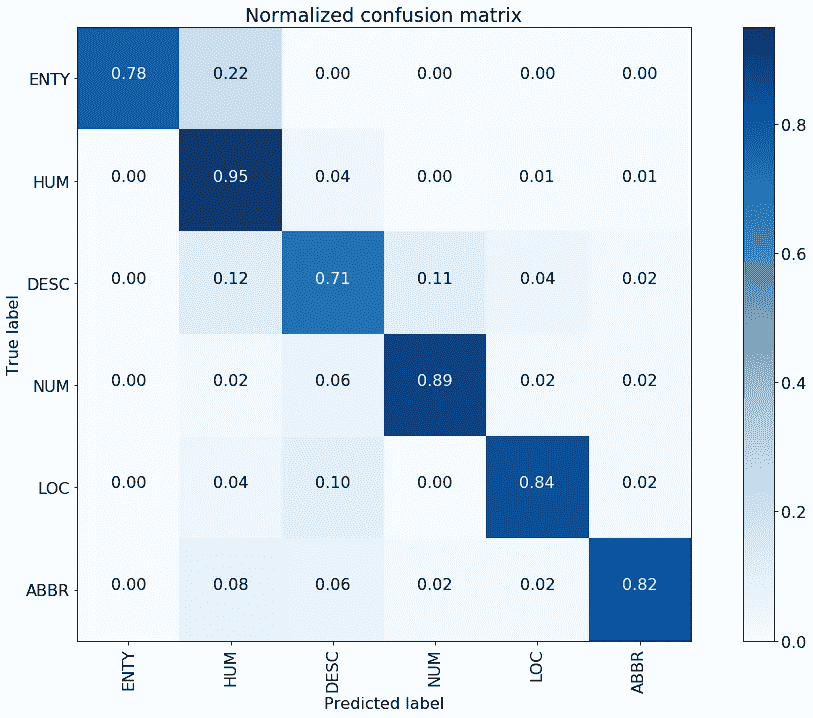 Normalized confusion matrix
ENTY 0.78 0.22 0.00 0.00 0.00 0.00
HUM 0.00 0.95 0.04 0.00 0.01 0.01
DESC 0.00 0.12 0.71 0.11 0.04 0.02
NUM 0.00 0.02 0.06 0.89 0.02 0.02
LOC 0.00 0.04 0.10 0.00 0.84 0.02
ABBR 0.00 0.08 0.06 0.02 0.02 0.82
ENTY HUM DESC NUM LOC ABBR
Predicted label
True label
0.8
0.6
0.4
0.2
0.0